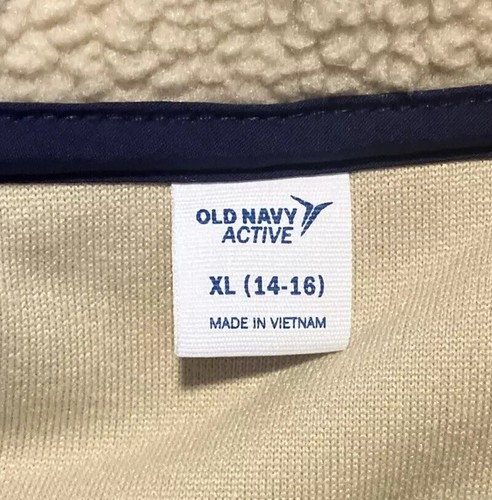 OLD NAVY
ACTIVE
XL (14-16)
MADE IN VIETNAM